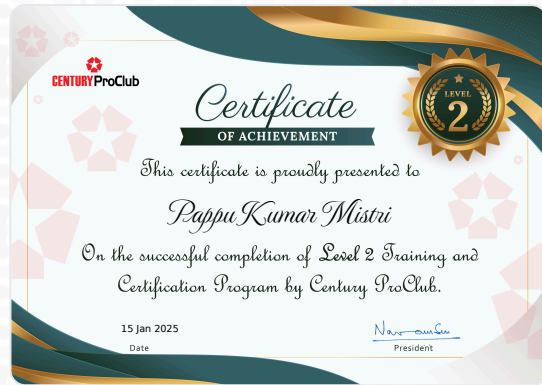 CENTURY ProClub
LEVEL
2
Certificate
OF ACHIEVEMENT
This certificate is proudly presented to
Pappu Kumar Mistri
On the successful completion of Level 2 Training and
Certification Program by Century ProClub.
15 Jan 2025
Date
President